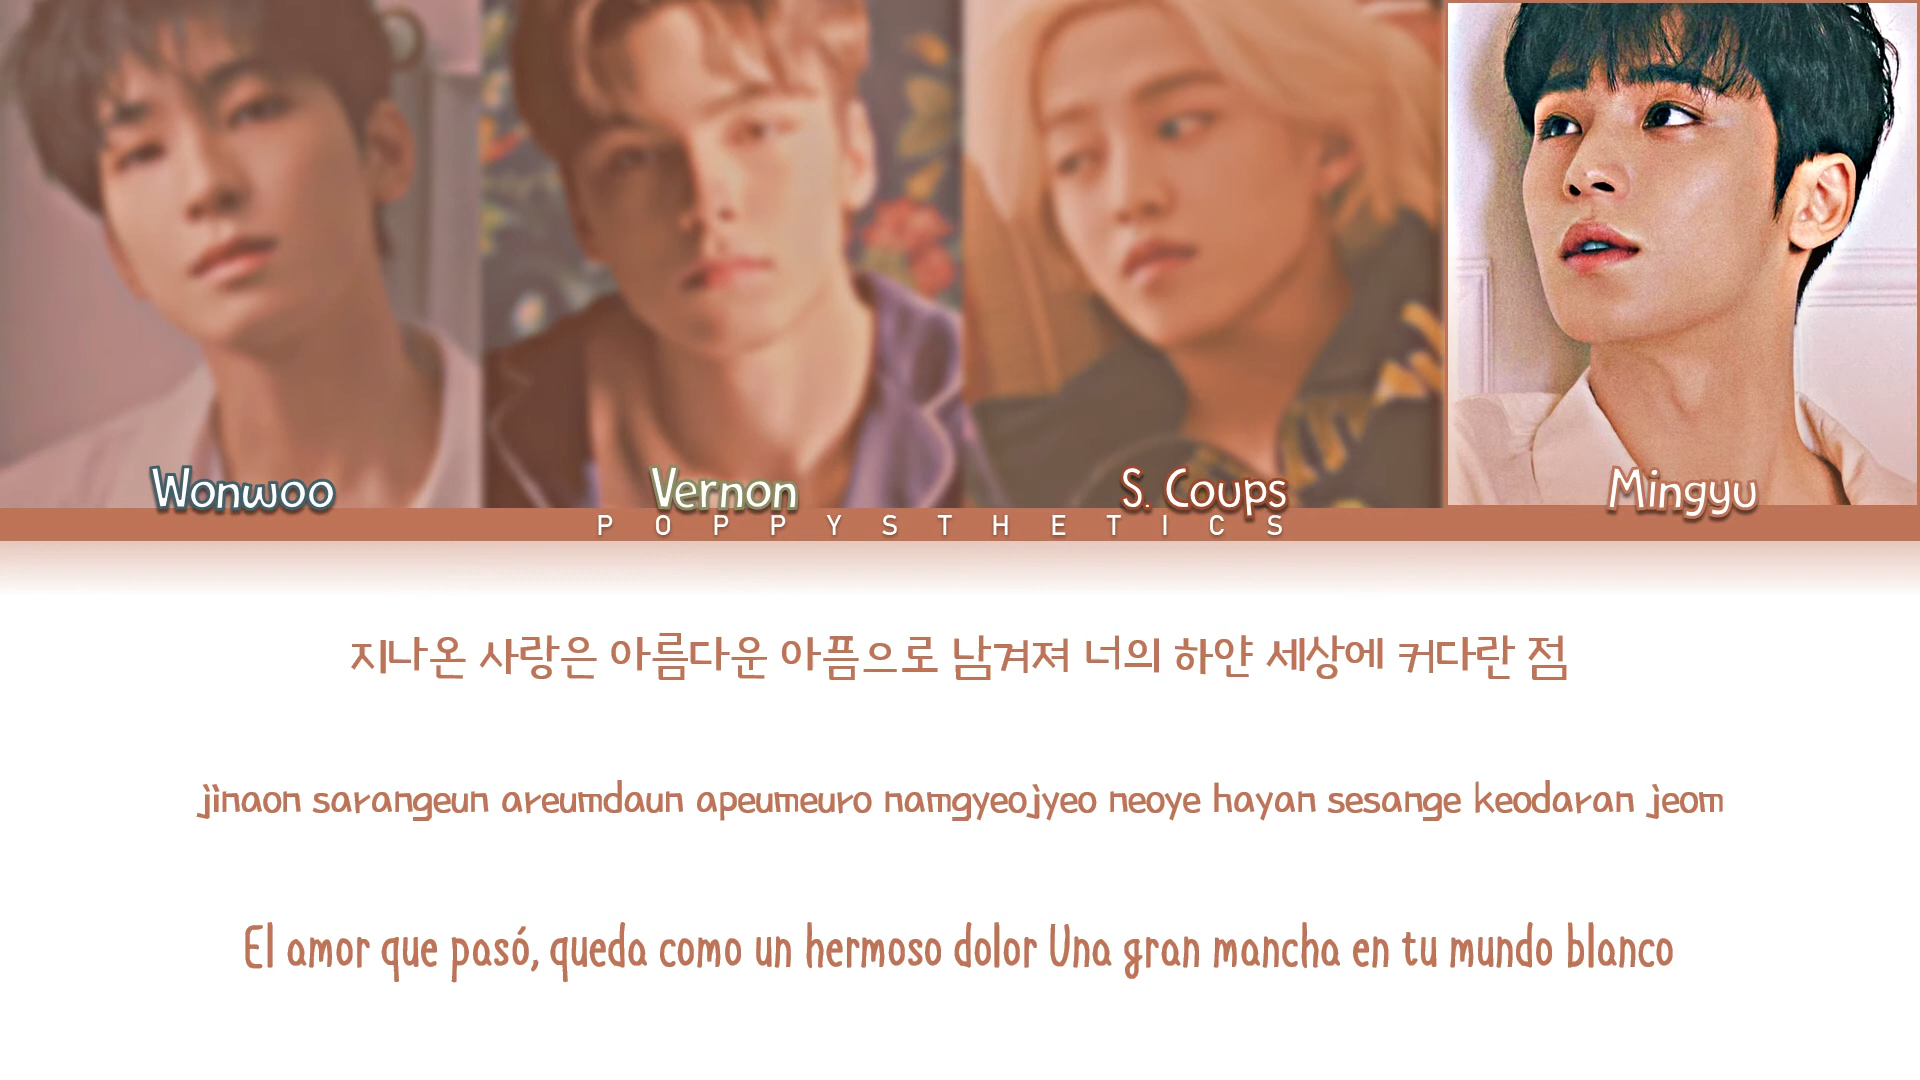 Wonwoo
Vernon
S. Coups
Mingyu
POPPYSTHETICS
지나온 사랑은 아름다운 아픔으로 남겨져 너의 하얀 세상에 커다란 점
jinaon sarangeun areumdaun apeumeuro namgyeojyeo neoye hayan sesange keodaran jeom
El amor que pasó, queda como un hermoso dolor Una gran mancha en tu mundo blanco